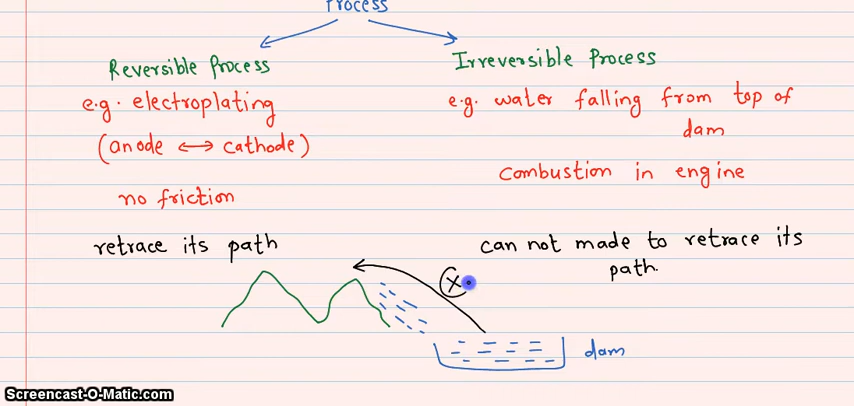 Process
Reversible Process
e.g. electroplating
(anode ↔ cathode)
no friction
retrace its path
Irreversible Process
e.g. water falling from top of
dam
combustion in engine
can not made to retrace its
path.
x
dam
Screencast-O-Matic.com